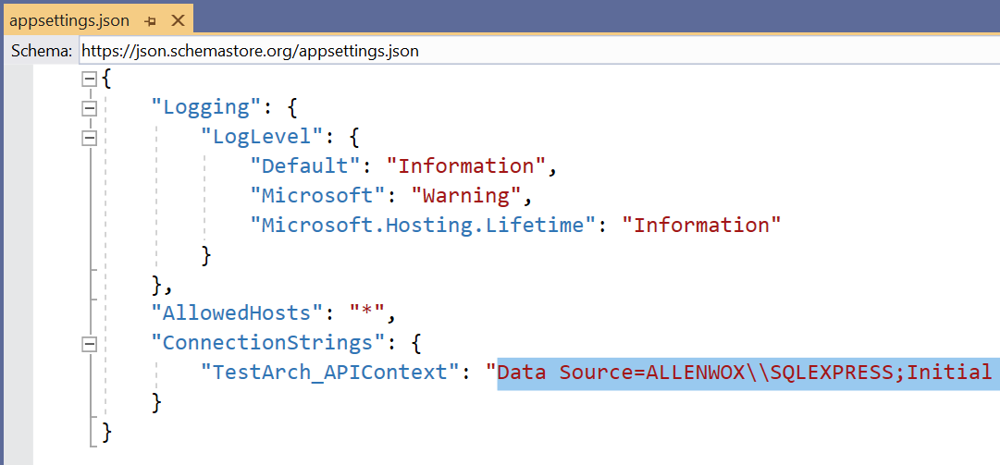 appsettings.json
Schema: https://json.schemastore.org/appsettings.json
{
"Logging": {
"LogLevel": {
"Default": "Information",
"Microsoft": "Warning",
"Microsoft.Hosting.Lifetime": "Information"
}
},
"AllowedHosts": "*",
"ConnectionStrings": {
"TestArch_APIContext": "Data Source=ALLENWOX\\SQLEXPRESS;Initial
}
}